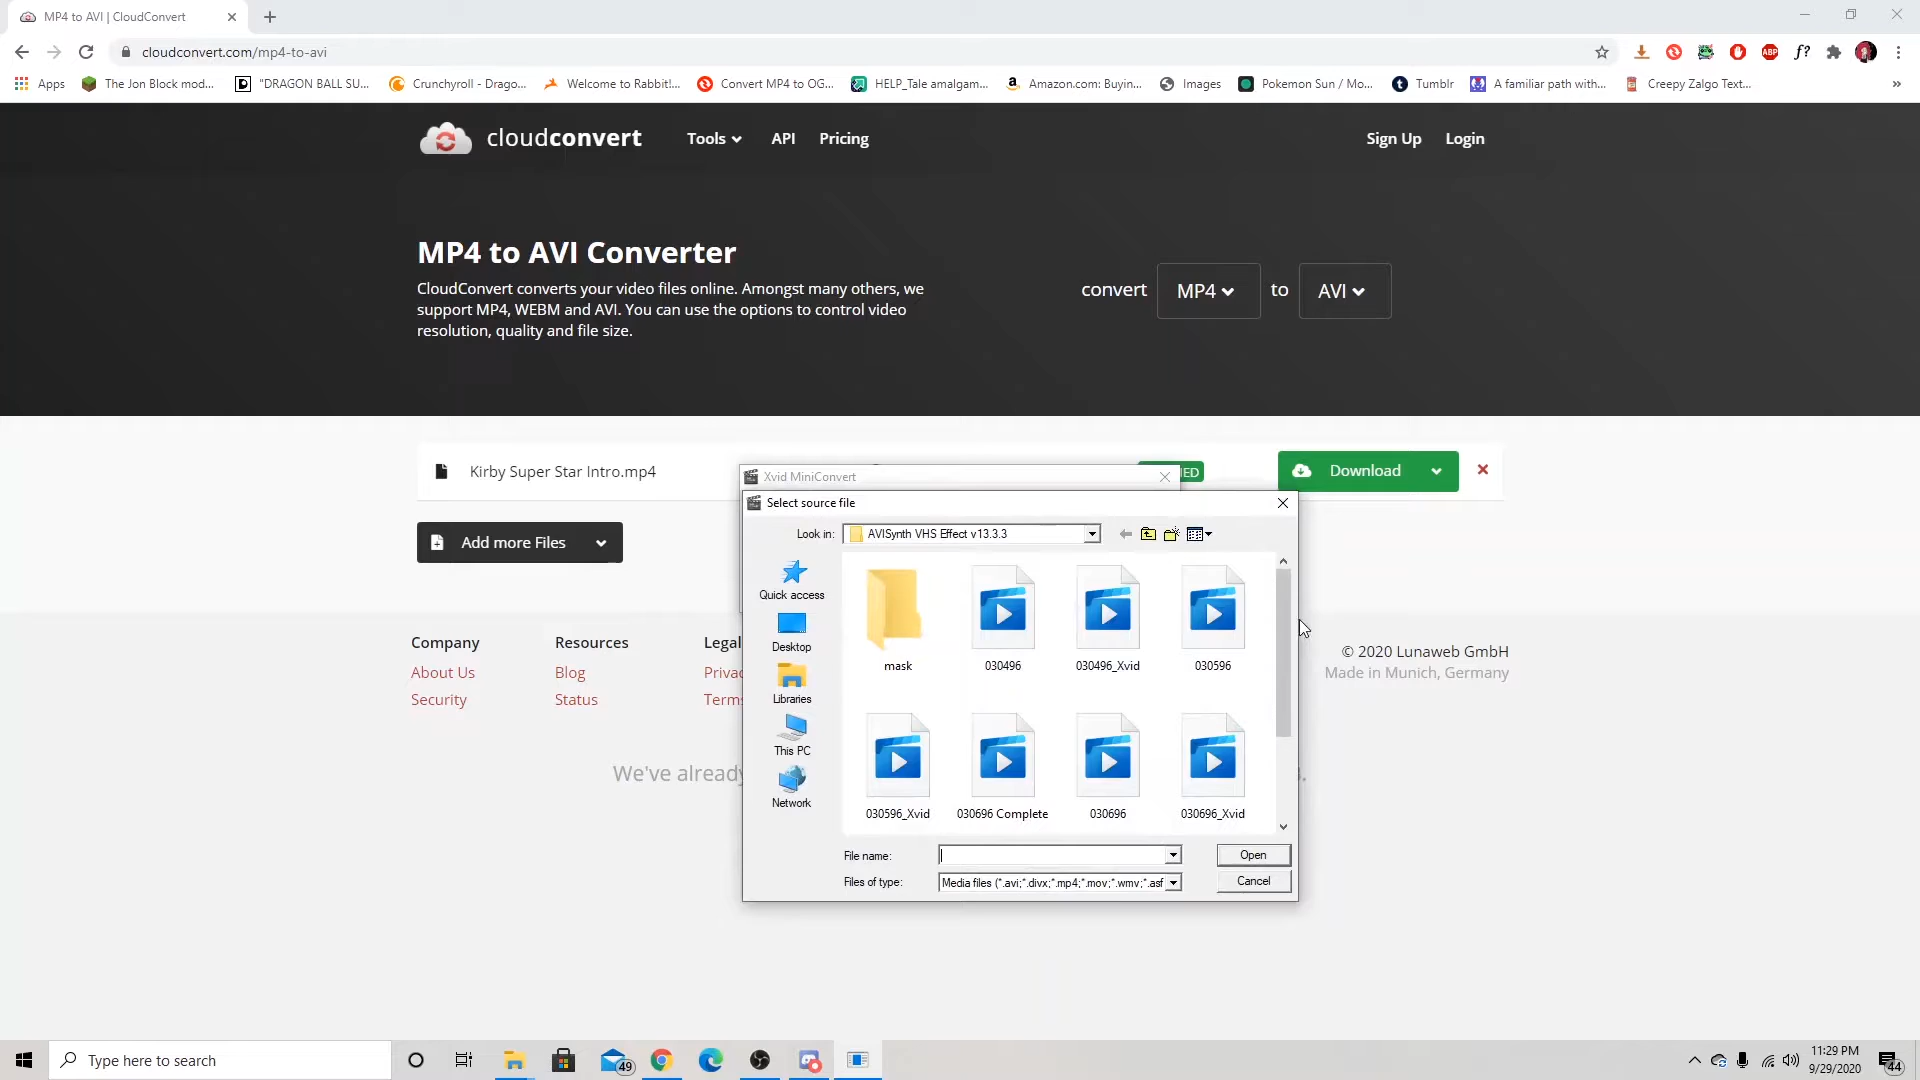 MP4 to AVI | CloudConvert
cloudconvert.com/mp4-to-avi
ABP
f?
Apps
The Jon Block mod...
"DRAGON BALL SU...
Crunchyroll - Drago...
Welcome to Rabbit!...
Convert MP4 to OG...
HELP_Tale amalgam...
Amazon.com: Buyin...
Images
Pokemon Sun / Mo...
Tumblr
A familiar path with...
Creepy Zalgo Text...
cloudconvert
Tools
API
Pricing
Sign Up
Login
MP4 to AVI Converter
CloudConvert converts your video files online. Amongst many others, we
support MP4, WEBM and AVI. You can use the options to control video
resolution, quality and file size.
convert
MP4
to
AVI
Kirby Super Star Intro.mp4
Download
Add more Files
Xvid MiniConvert
Select source file
Look in:
AVISynth VHS Effect v13.3.3
Quick access
Desktop
Libraries
This PC
Network
mask
030496
030496_Xvid
030596
030596_Xvid
030696 Complete
030696
030696_Xvid
File name:
Open
Files of type:
Media files (*.avi;*.divx;*.mp4;*.mov;*.wmv;*.asf
Cancel
Company
Resources
Legal
About Us
Blog
Security
Status
© 2020 Lunaweb GmbH
Made in Munich, Germany
We've already
Type here to search
49
11:29 PM
9/29/2020
44